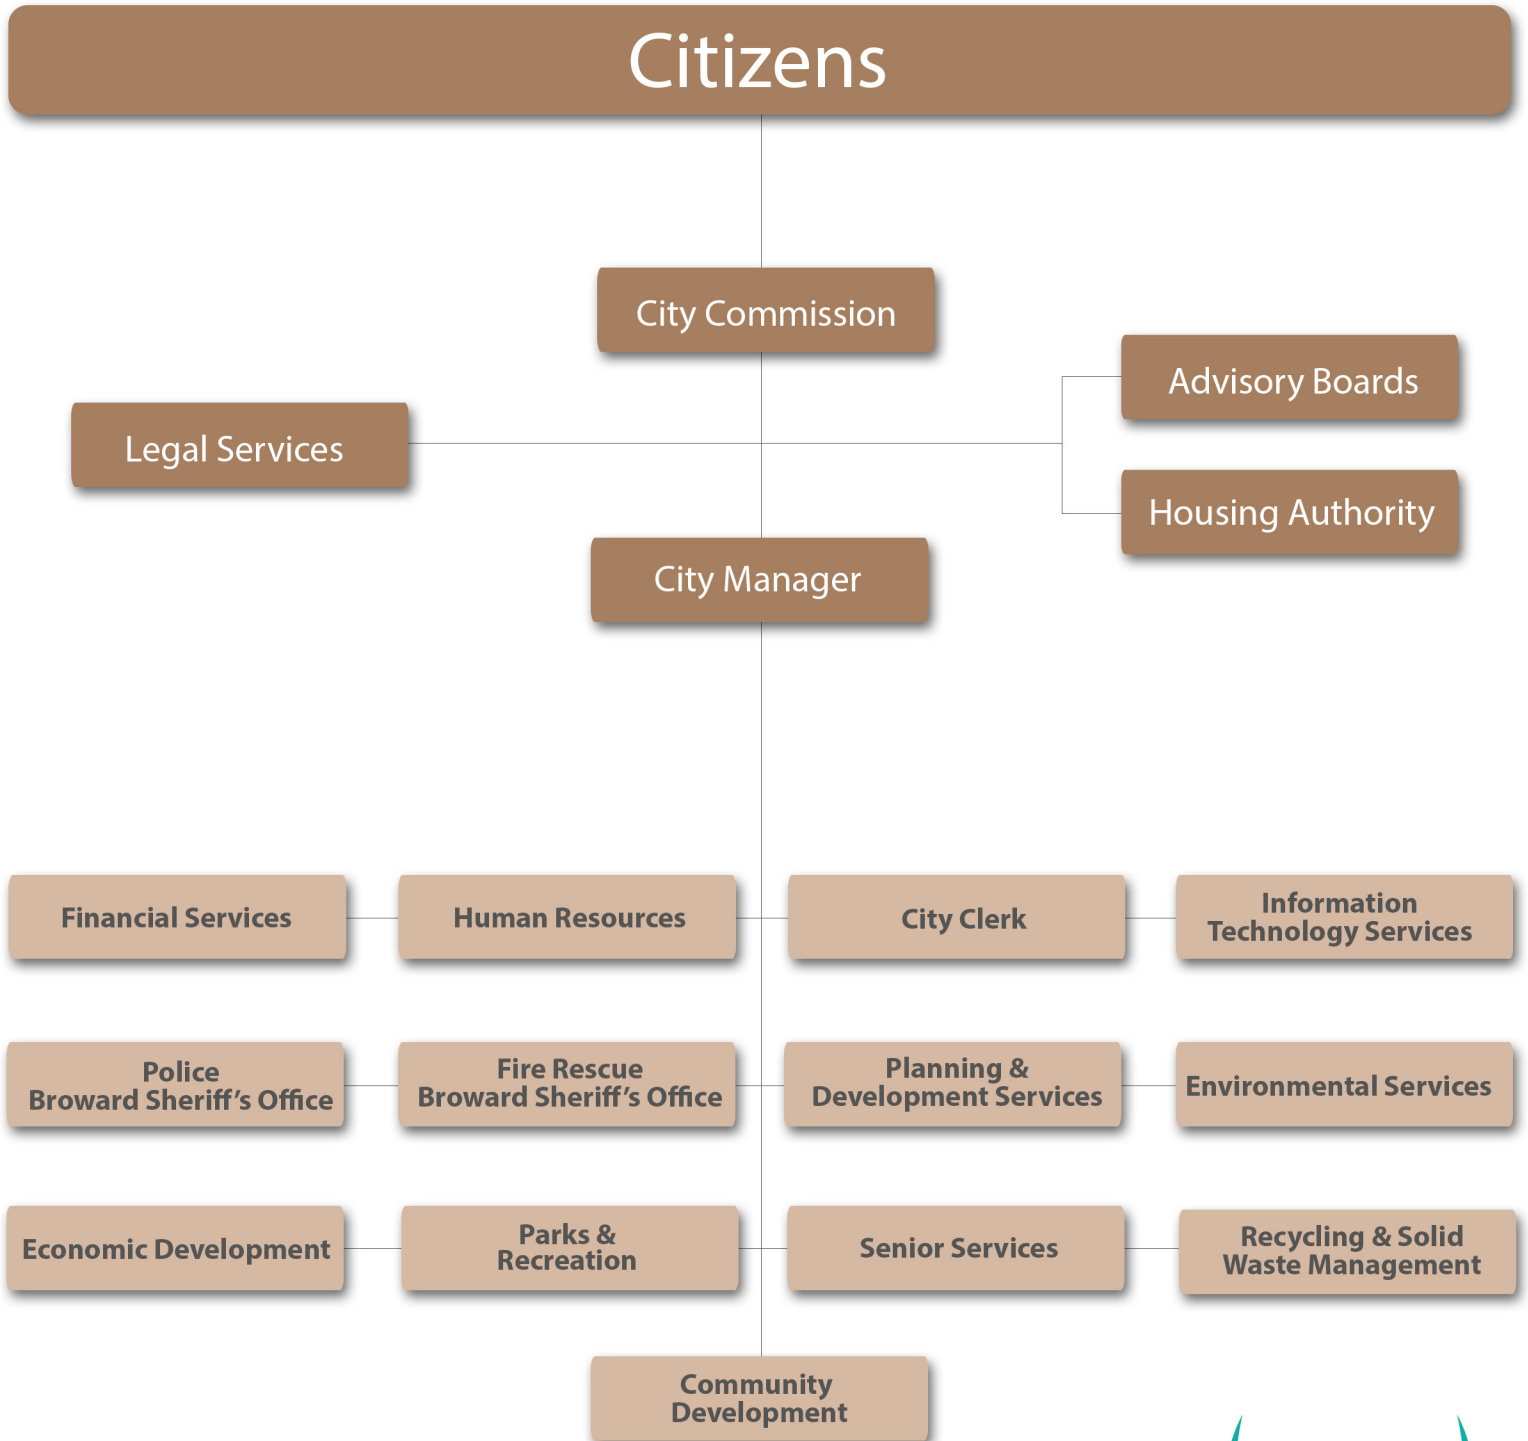 Citizens
City Commission
Advisory Boards
Legal Services
Housing Authority
City Manager
Financial Services
Human Resources
City Clerk
Information
Technology Services
Police
Broward Sheriff’s Office
Fire Rescue
Broward Sheriff’s Office
Planning &
Development Services
Environmental Services
Economic Development
Parks &
Recreation
Senior Services
Recycling & Solid
Waste Management
Community
Development